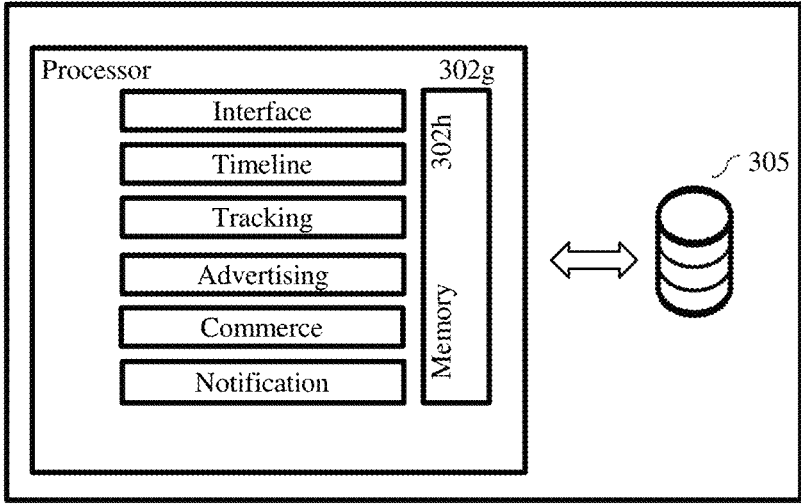 Processor 302g
Interface
Timeline
Tracking
Advertising
Commerce
Notification
Memory 302h
305